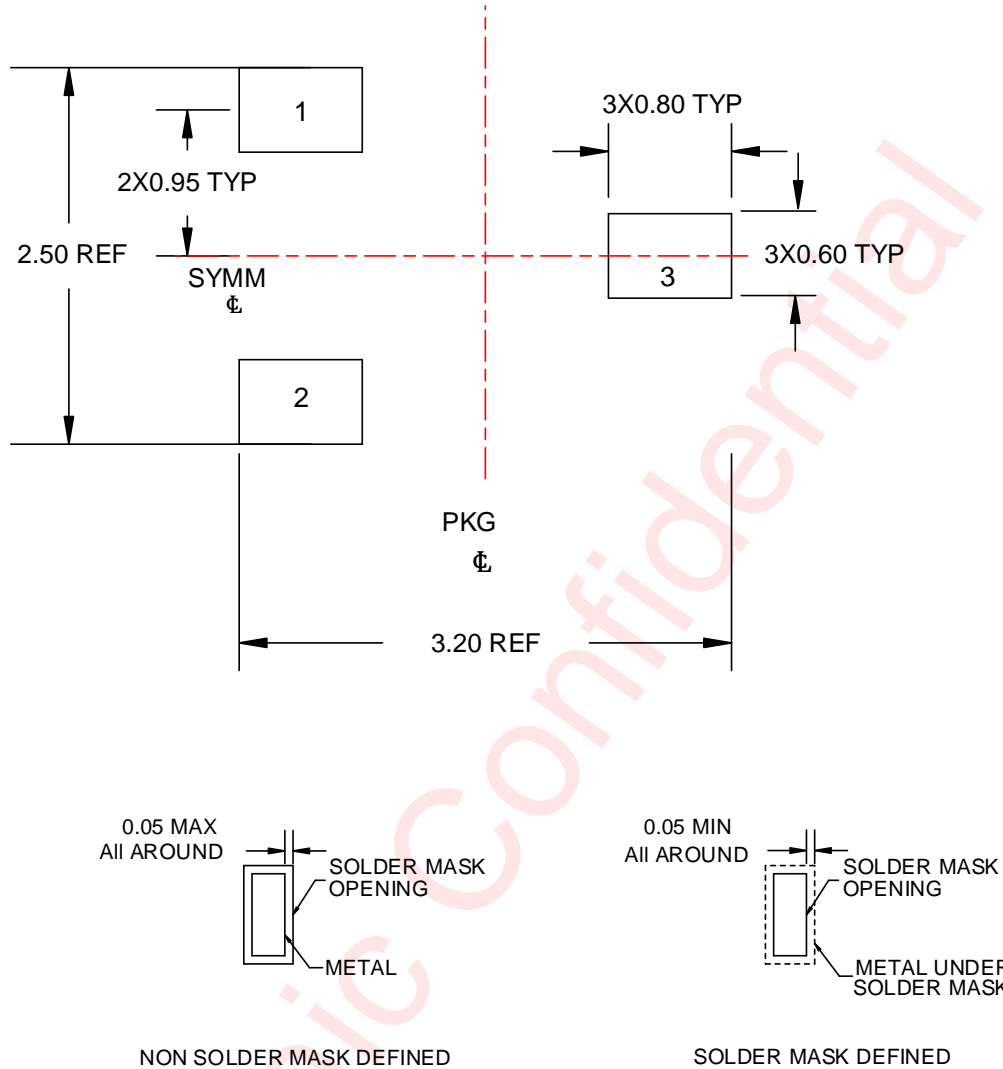 1
3X0.80 TYP
2X0.95 TYP
2.50 REF
3X0.60 TYP
SYMM
℄
3
2
PKG
℄
3.20 REF
0.05 MAX
All AROUND
SOLDER MASK
OPENING
METAL
0.05 MIN
All AROUND
SOLDER MASK
OPENING
METAL UNDER
SOLDER MASK
NON SOLDER MASK DEFINED
SOLDER MASK DEFINED
nic Confidential